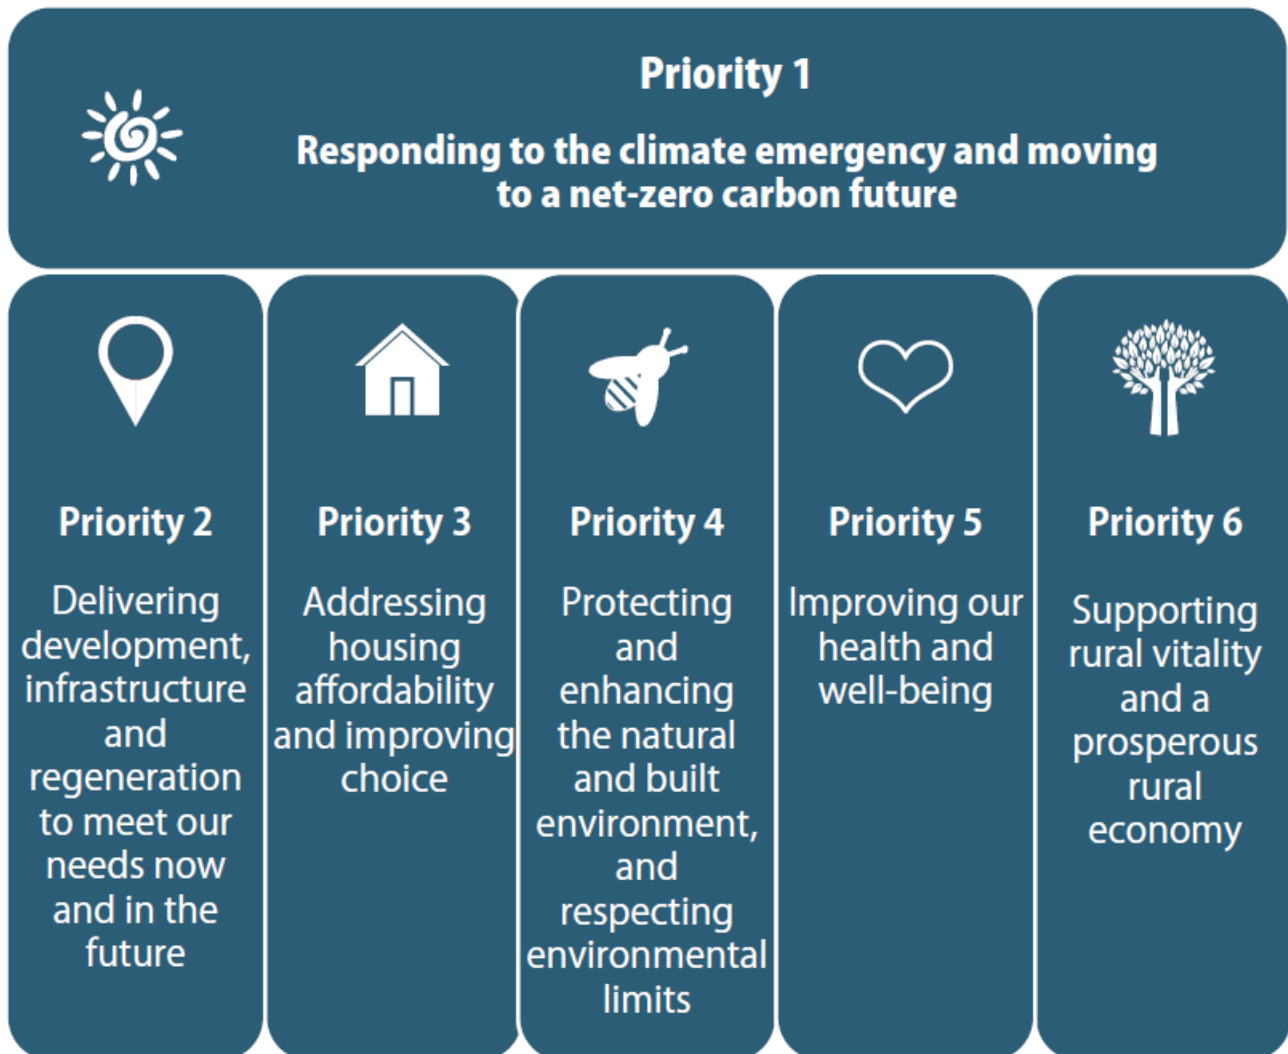 Priority 1
Responding to the climate emergency and moving
to a net-zero carbon future
Priority 2
Delivering
development,
infrastructure
and
regeneration
to meet our
needs now
and in the
future
Priority 3
Addressing
housing
affordability
and improving
choice
Priority 4
Protecting
and
enhancing
the natural
and built
environment,
and
respecting
environmental
limits
Priority 5
Improving our
health and
well-being
Priority 6
Supporting
rural vitality
and a
prosperous
rural
economy